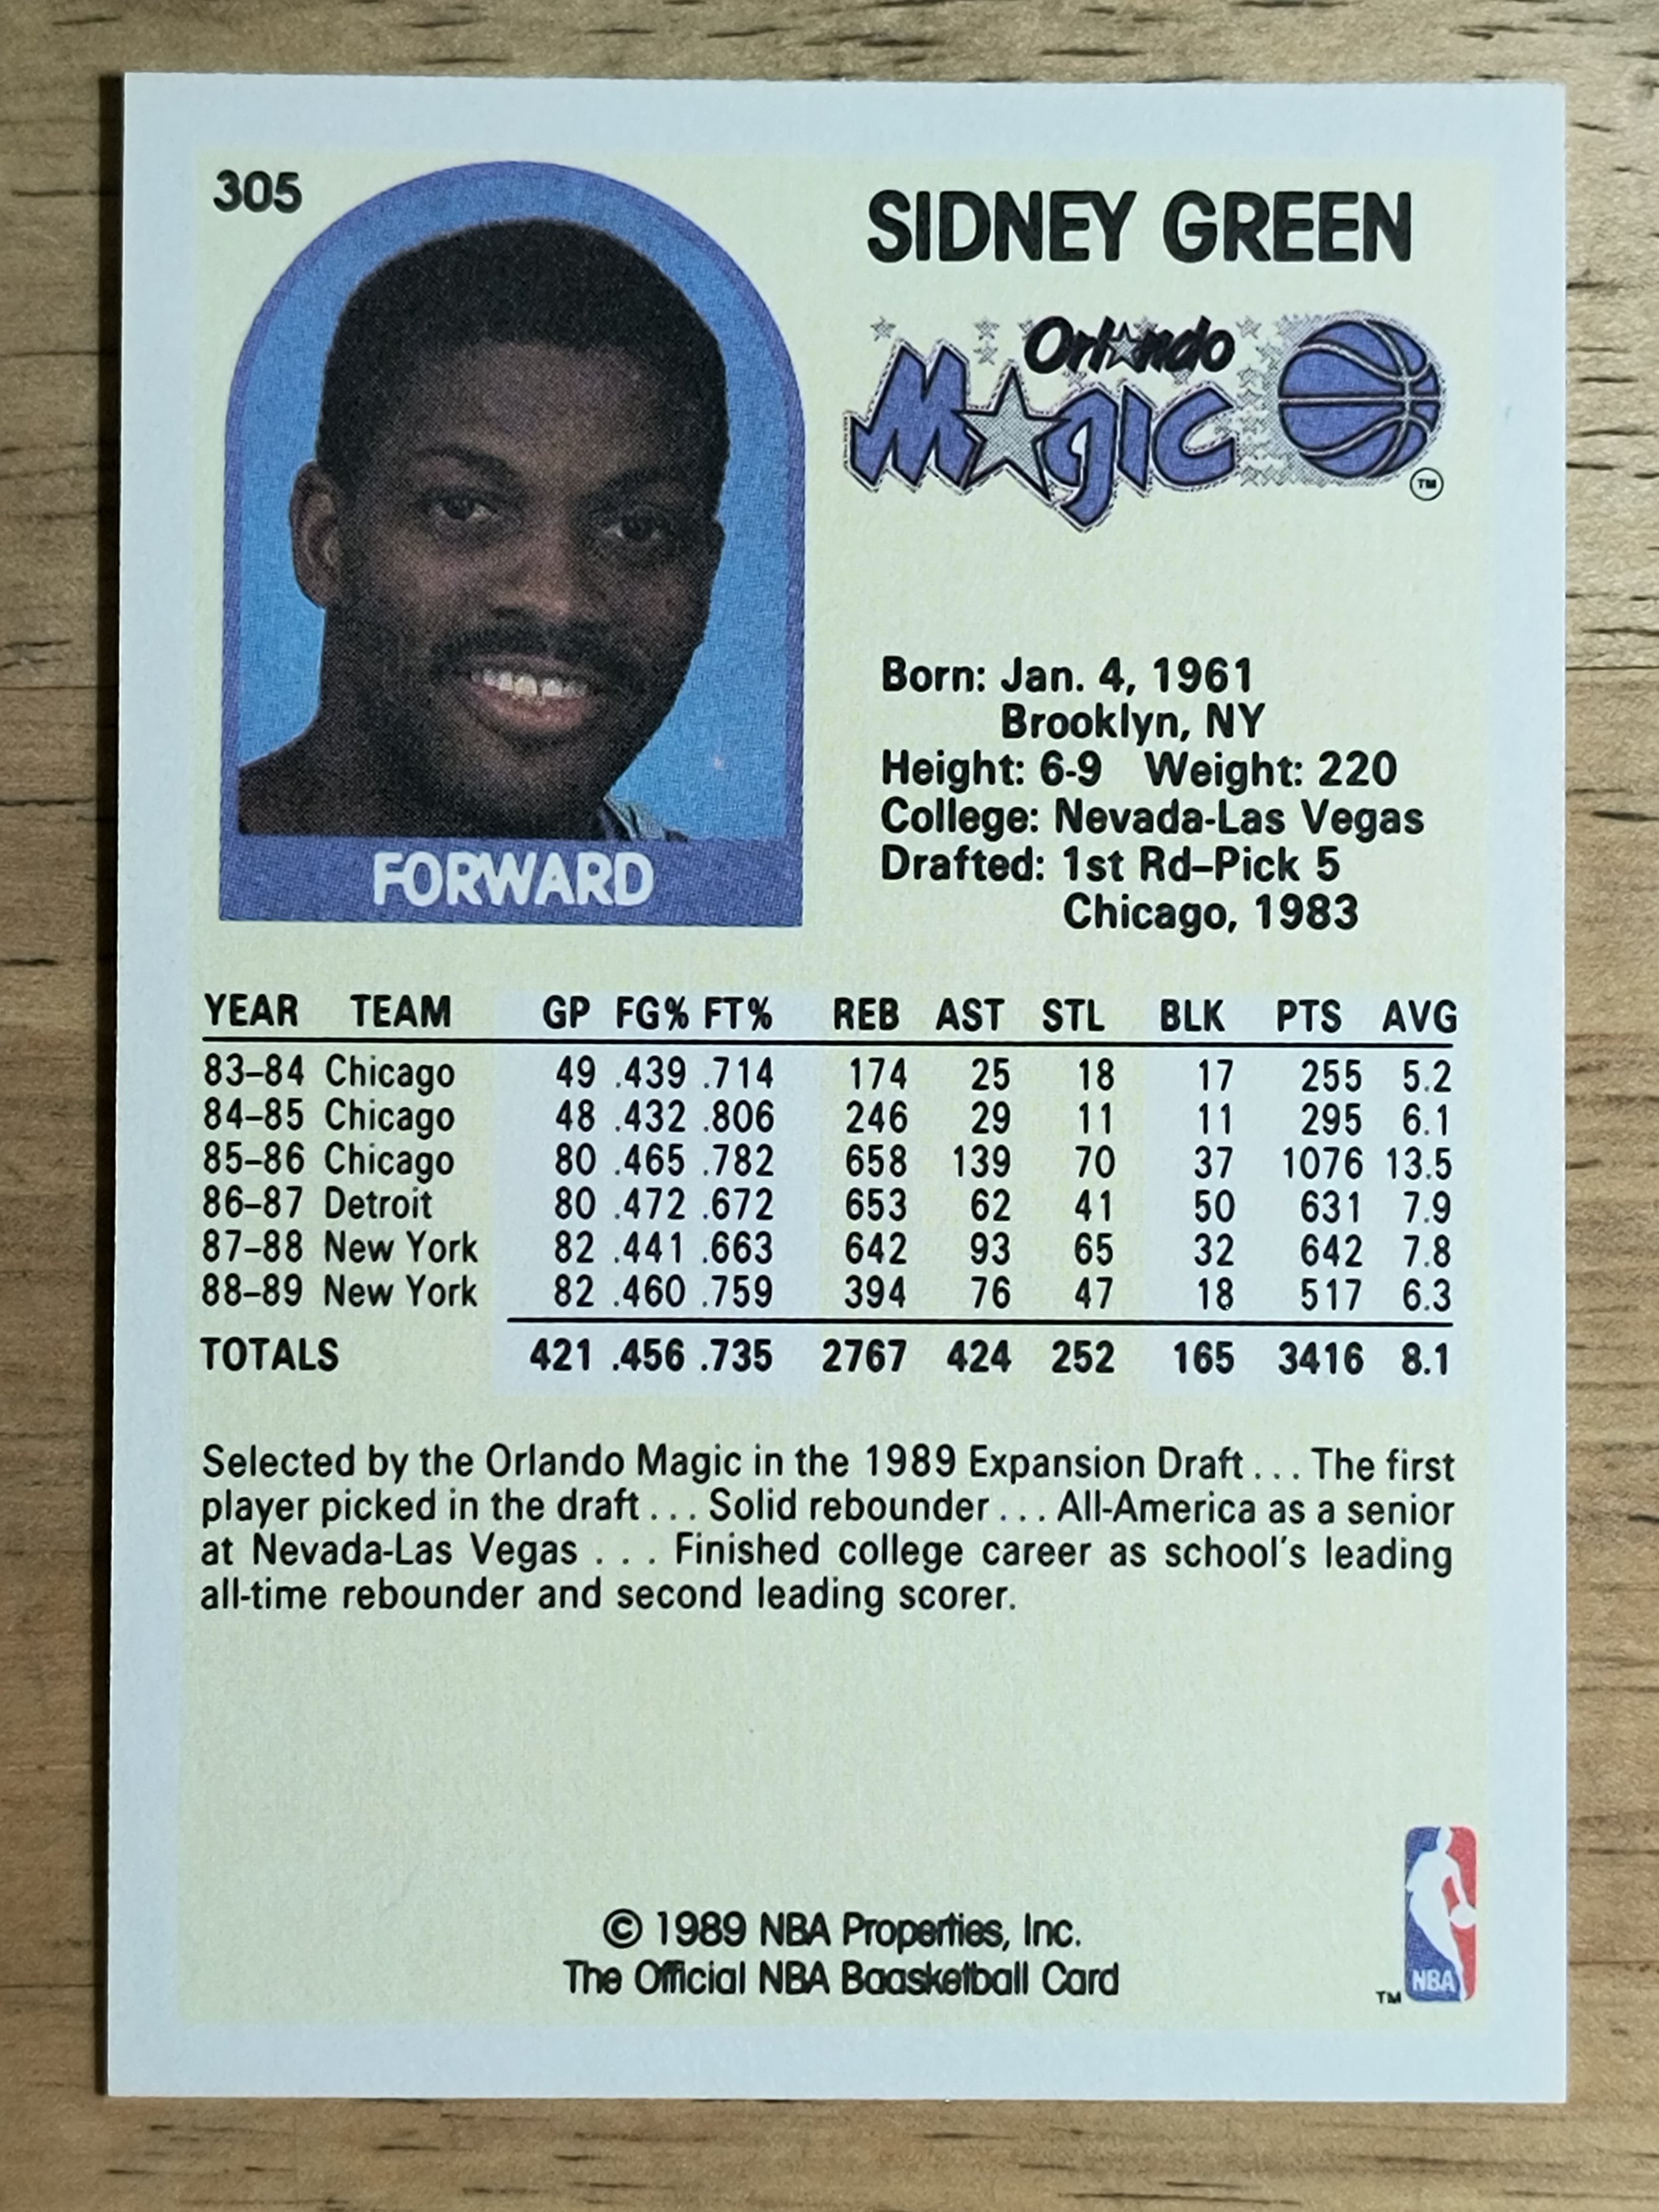 305
SIDNEY GREEN
Orlando
Magic
TM
FORWARD
Born: Jan. 4, 1961
Brooklyn, NY
Height: 6-9 Weight: 220
College: Nevada-Las Vegas
Drafted: 1st Rd–Pick 5
Chicago, 1983
YEAR TEAM GP FG% FT% REB AST STL BLK PTS AVG
83–84 Chicago 49 .439 .714 174 25 18 17 255 5.2
84–85 Chicago 48 .432 .806 246 29 11 11 295 6.1
85–86 Chicago 80 .465 .782 658 139 70 37 1076 13.5
86–87 Detroit 80 .472 .672 653 62 41 50 631 7.9
87–88 New York 82 .441 .663 642 93 65 32 642 7.8
88–89 New York 82 .460 .759 394 76 47 18 517 6.3
TOTALS 421 .456 .735 2767 424 252 165 3416 8.1
Selected by the Orlando Magic in the 1989 Expansion Draft . . . The first
player picked in the draft . . . Solid rebounder . . . All-America as a senior
at Nevada-Las Vegas . . . Finished college career as school's leading
all-time rebounder and second leading scorer.
© 1989 NBA Properties, Inc.
The Official NBA Baasketball Card
TM NBA